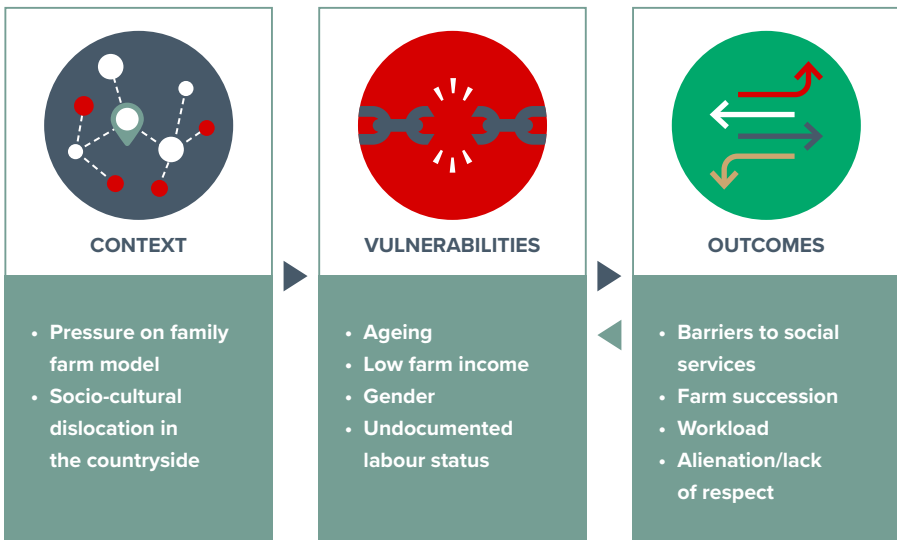 CONTEXT
• Pressure on family
farm model
• Socio-cultural
dislocation in
the countryside
VULNERABILITIES
• Ageing
• Low farm income
• Gender
• Undocumented
labour status
OUTCOMES
• Barriers to social
services
• Farm succession
• Workload
• Alienation/lack
of respect